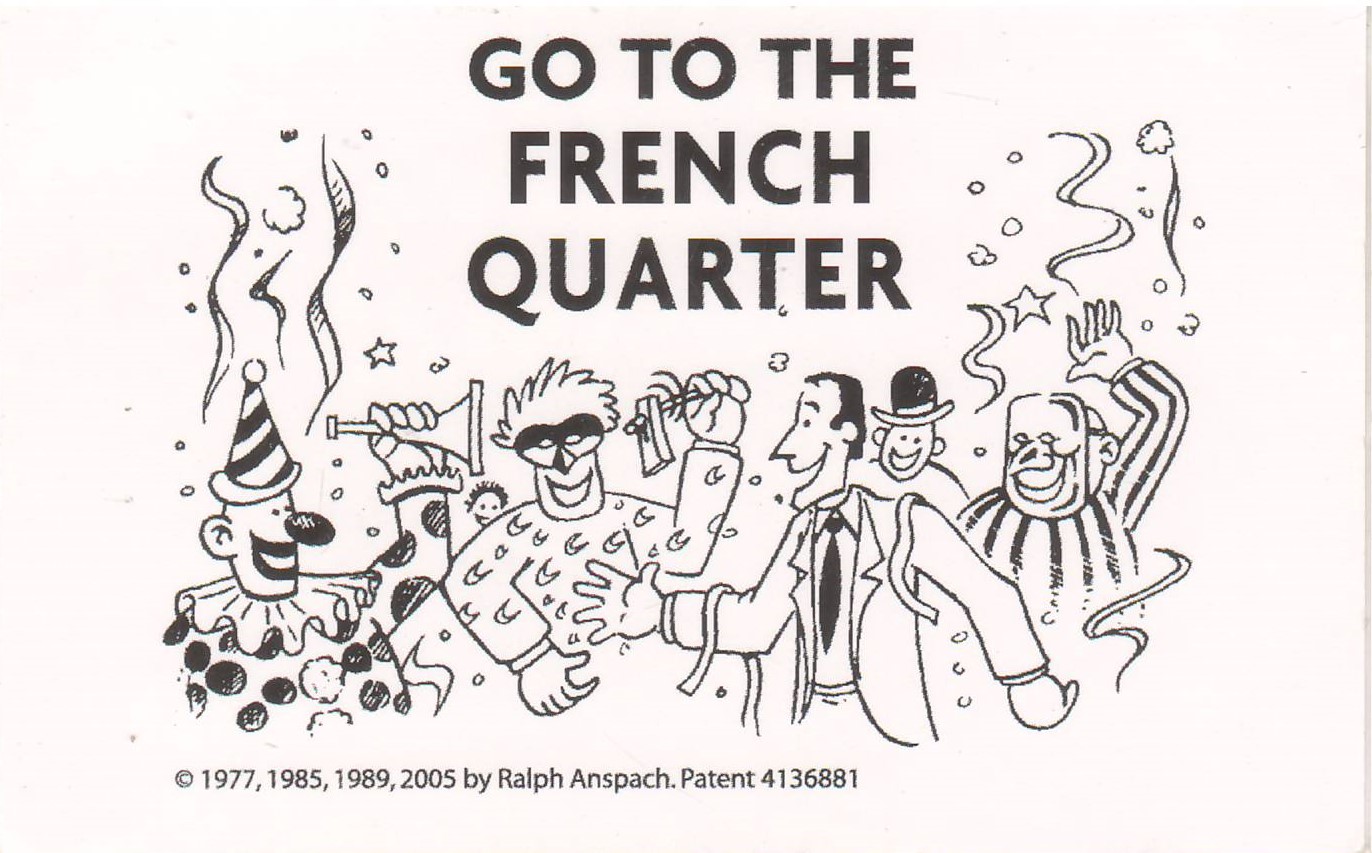 GO TO THE
FRENCH
QUARTER
© 1977, 1985, 1989, 2005 by Ralph Anspach. Patent 4136881